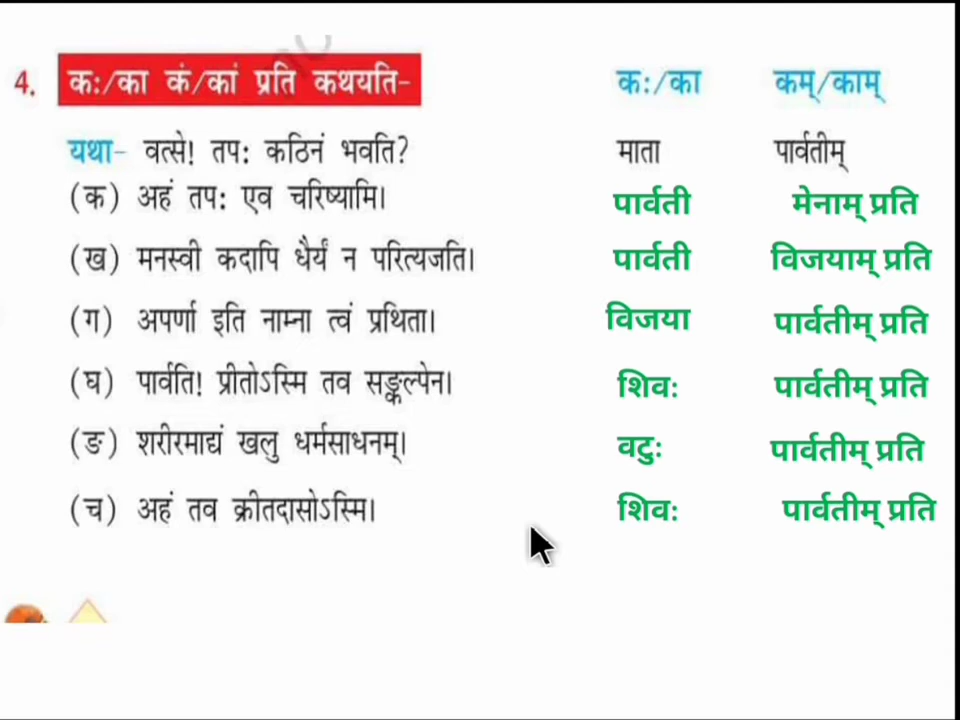 4. कः/का कं/कां प्रति कथयति- कः/का कम्/काम्
यथा- वत्से! तपः कठिनं भवति? माता पार्वतीम्
(क) अहं तपः एव चरिष्यामि। पार्वती मेनाम् प्रति
(ख) मनस्वी कदापि धैर्यं न परित्यजति। पार्वती विजयाम् प्रति
(ग) अपर्णा इति नाम्ना त्वं प्रथिता। विजया पार्वतीम् प्रति
(घ) पार्वति! प्रीतोऽस्मि तव सङ्कल्पेन। शिवः पार्वतीम् प्रति
(ङ) शरीरमाद्यं खलु धर्मसाधनम्। वटुः पार्वतीम् प्रति
(च) अहं तव क्रीतदासोऽस्मि। शिवः पार्वतीम् प्रति